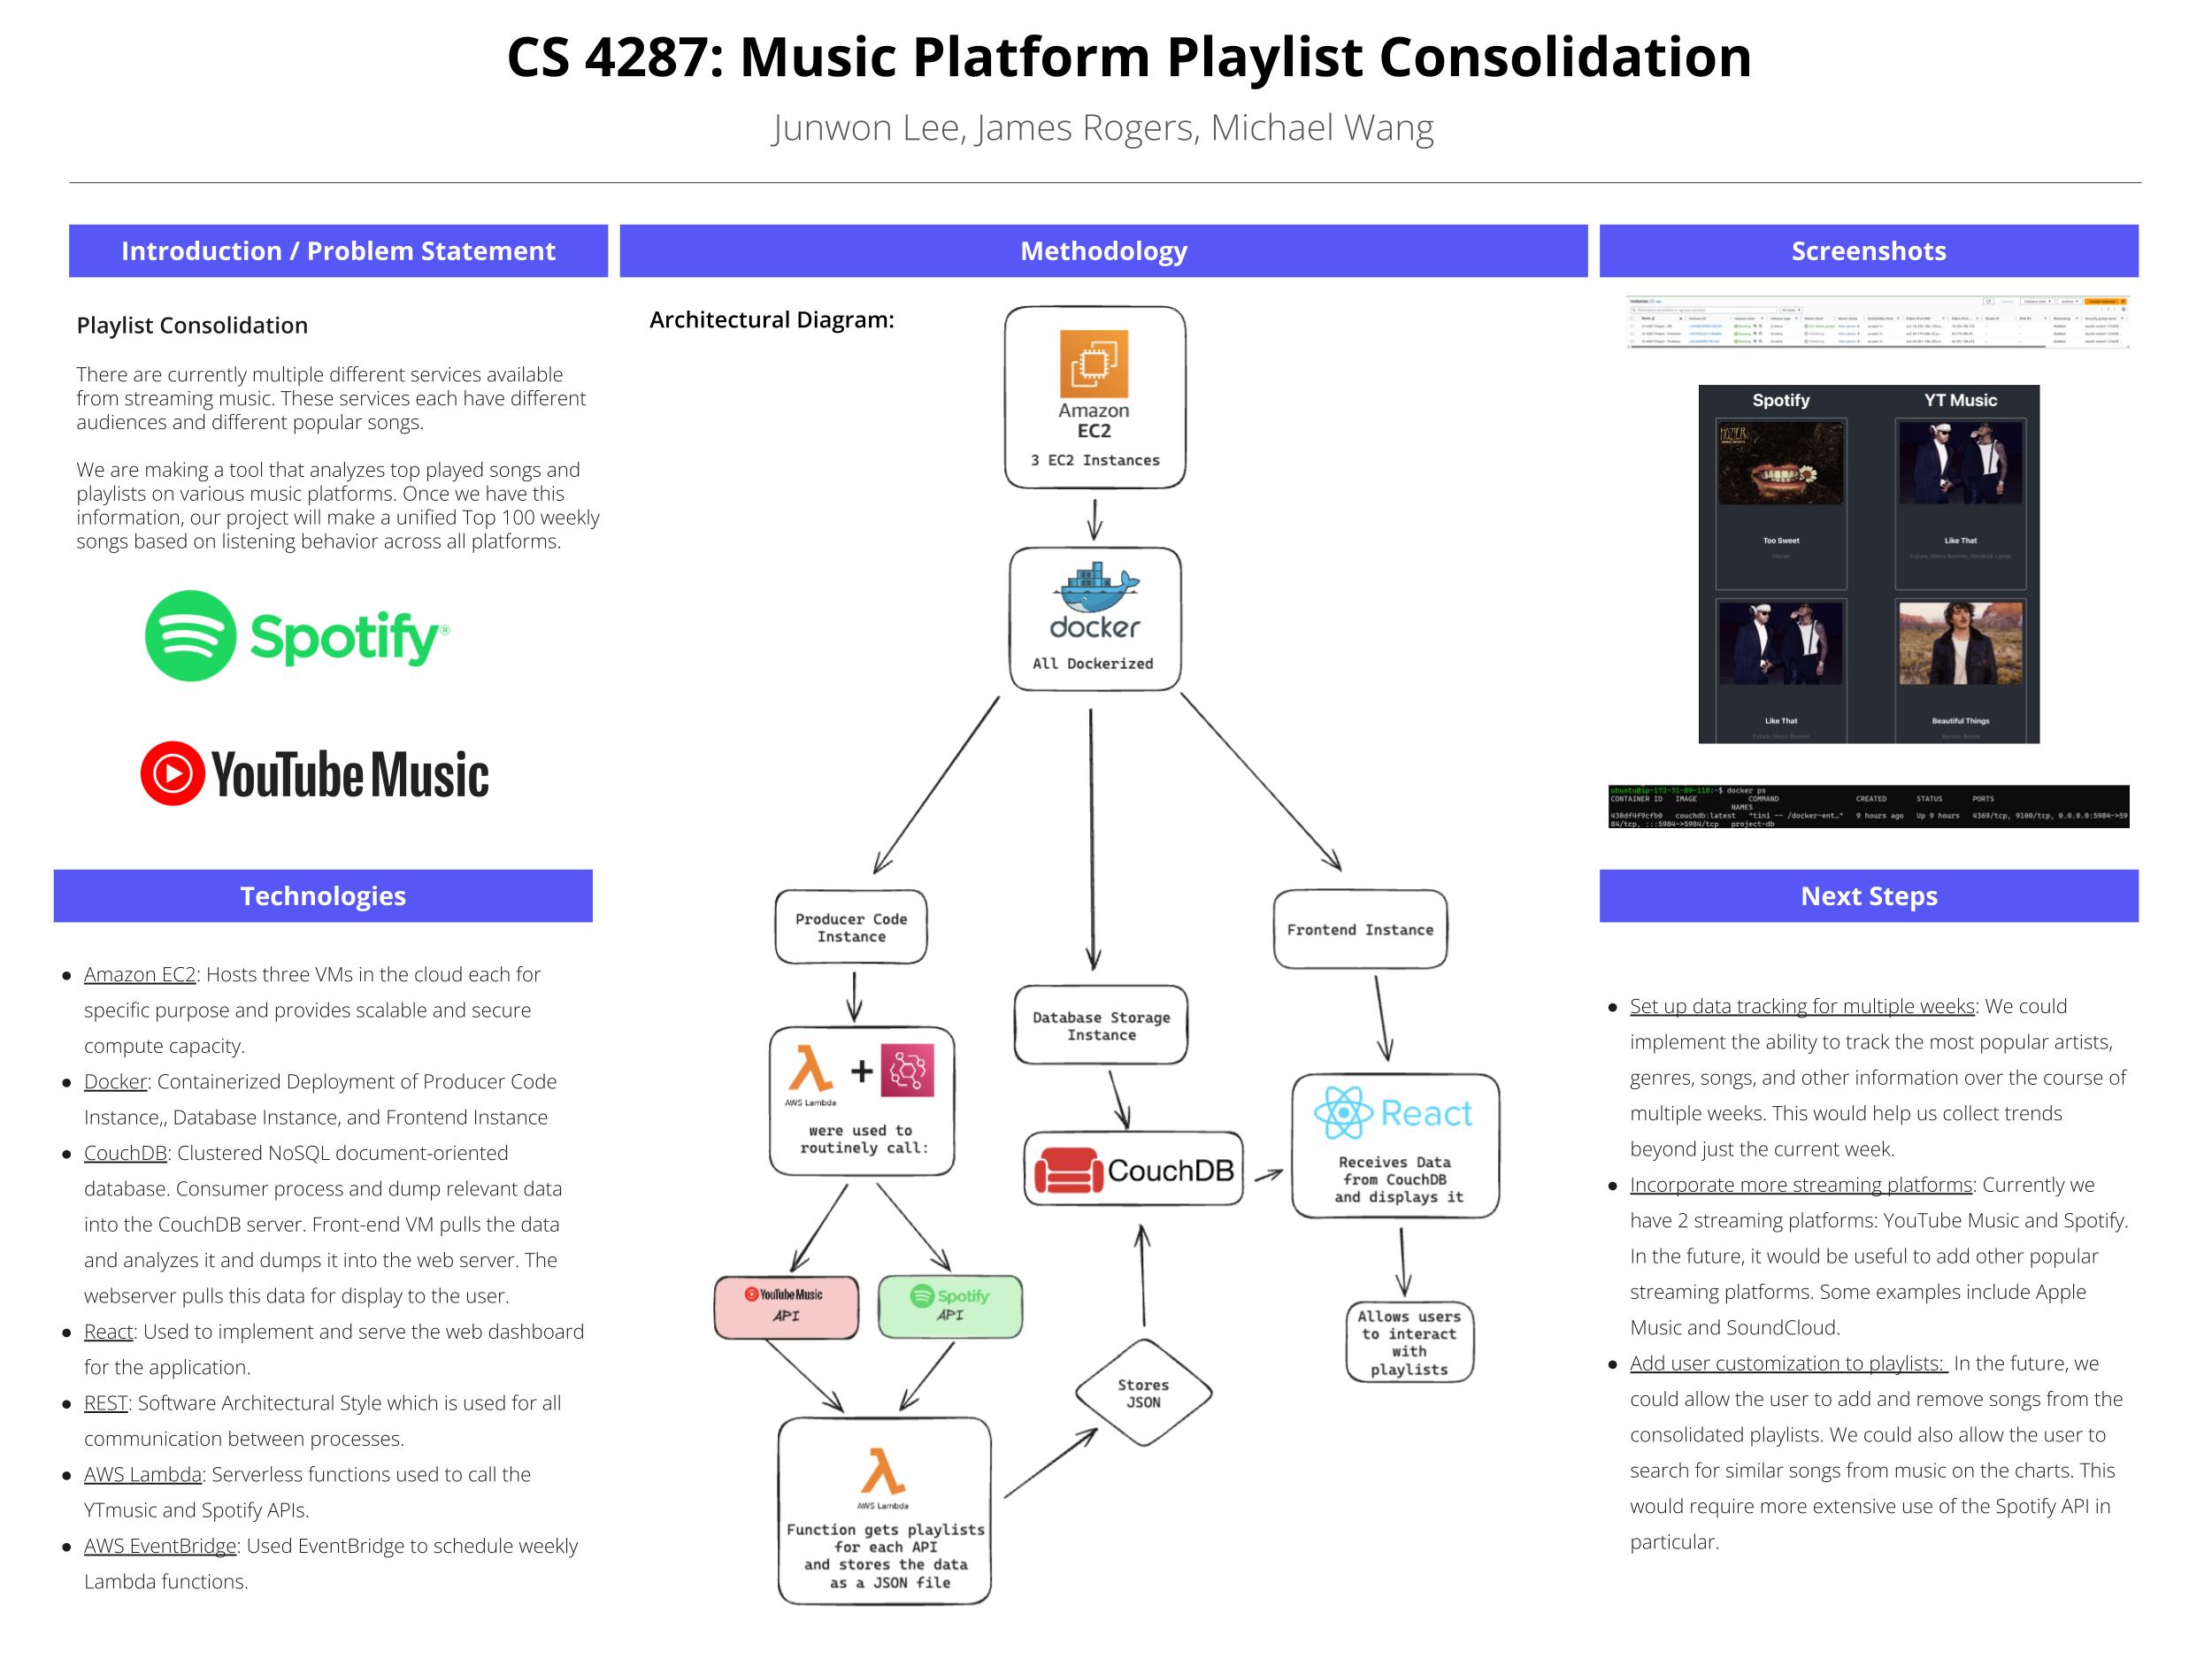 CS 4287: Music Platform Playlist Consolidation
Junwon Lee, James Rogers, Michael Wang
Introduction / Problem Statement
Playlist Consolidation
There are currently multiple different services available
from streaming music. These services each have different
audiences and different popular songs.
We are making a tool that analyzes top played songs and
playlists on various music platforms. Once we have this
information, our project will make a unified Top 100 weekly
songs based on listening behavior across all platforms.
Spotify®
YouTube Music
Technologies
• Amazon EC2: Hosts three VMs in the cloud each for
specific purpose and provides scalable and secure
compute capacity.
• Docker: Containerized Deployment of Producer Code
Instance,, Database Instance, and Frontend Instance
• CouchDB: Clustered NoSQL document-oriented
database. Consumer process and dump relevant data
into the CouchDB server. Front-end VM pulls the data
and analyzes it and dumps it into the web server. The
webserver pulls this data for display to the user.
• React: Used to implement and serve the web dashboard
for the application.
• REST: Software Architectural Style which is used for all
communication between processes.
• AWS Lambda: Serverless functions used to call the
YTmusic and Spotify APIs.
• AWS EventBridge: Used EventBridge to schedule weekly
Lambda functions.
Methodology
Architectural Diagram:
Amazon
EC2
3 EC2 Instances
docker
All Dockerized
Producer Code
Instance
AWS Lambda
+
were used to
routinely call:
YouTube Music
API
Spotify
API
AWS Lambda
Function gets playlists
for each API
and stores the data
as a JSON file
Stores
JSON
Database Storage
Instance
CouchDB
Frontend Instance
React
Receives Data
from CouchDB
and displays it
Allows users
to interact
with
playlists
Screenshots
Spotify
YT Music
HOZIER
Too Sweet
Hozier
Like That
Future, Metro Boomin, Kendrick Lamar
Like That
Future, Metro Boomin
Beautiful Things
Benson Boone
ubuntu@ip-172-31-89-118:~$ docker ps
CONTAINER ID IMAGE COMMAND CREATED STATUS PORTS
NAMES
430df4f9cfb0 couchdb:latest "tini -- /docker-ent…" 9 hours ago Up 9 hours 4369/tcp, 9100/tcp, 0.0.0.0:5984->59
84/tcp, :::5984->5984/tcp project-db
Next Steps
• Set up data tracking for multiple weeks: We could
implement the ability to track the most popular artists,
genres, songs, and other information over the course of
multiple weeks. This would help us collect trends
beyond just the current week.
• Incorporate more streaming platforms: Currently we
have 2 streaming platforms: YouTube Music and Spotify.
In the future, it would be useful to add other popular
streaming platforms. Some examples include Apple
Music and SoundCloud.
• Add user customization to playlists: In the future, we
could allow the user to add and remove songs from the
consolidated playlists. We could also allow the user to
search for similar songs from music on the charts. This
would require more extensive use of the Spotify API in
particular.